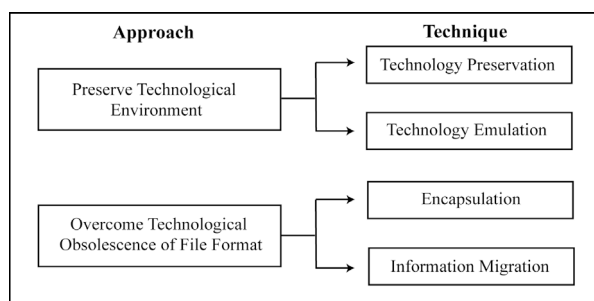 Approach
Technique
Preserve Technological
Environment
Technology Preservation
Technology Emulation
Overcome Technological
Obsolescence of File Format
Encapsulation
Information Migration